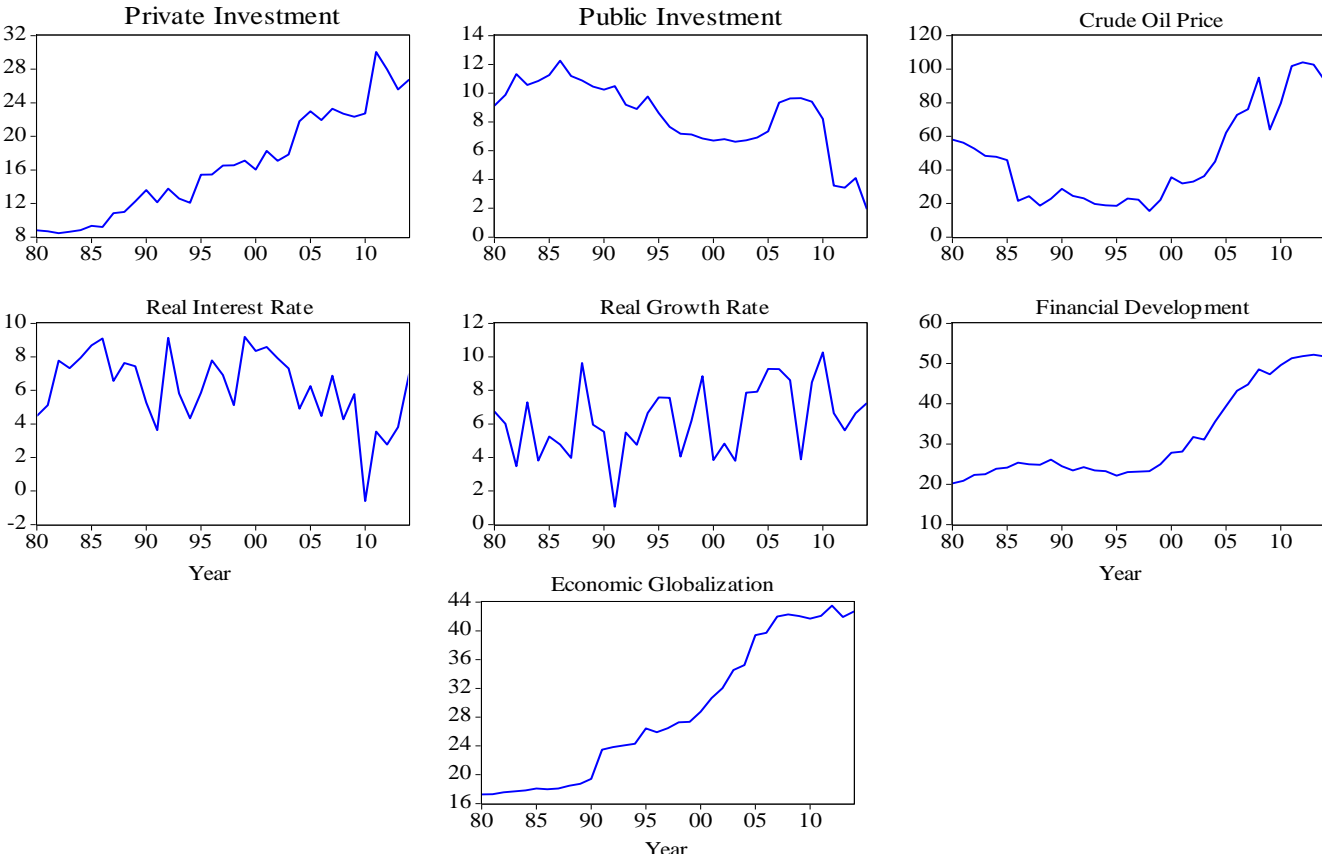 Private Investment
32
28
24
20
16
12
8
80 85 90 95 00 05 10
Public Investment
14
12
10
8
6
4
2
0
80 85 90 95 00 05 10
Crude Oil Price
120
100
80
60
40
20
0
80 85 90 95 00 05 10
Real Interest Rate
10
8
6
4
2
0
-2
80 85 90 95 00 05 10
Year
Real Growth Rate
12
10
8
6
4
2
0
80 85 90 95 00 05 10
Financial Development
60
50
40
30
20
10
80 85 90 95 00 05 10
Year
Economic Globalization
44
40
36
32
28
24
20
16
80 85 90 95 00 05 10
Year